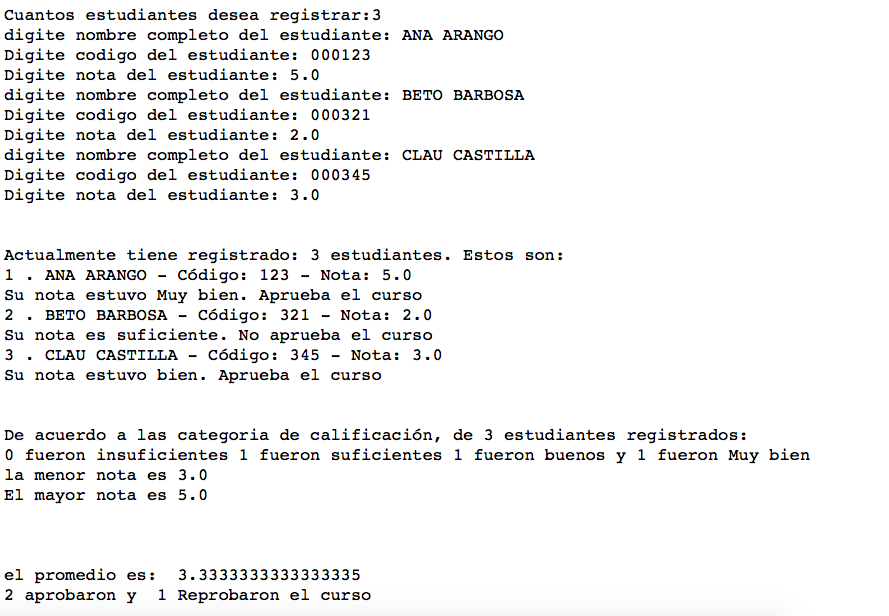 Cuantos estudiantes desea registrar:3
digite nombre completo del estudiante: ANA ARANGO
Digite codigo del estudiante: 000123
Digite nota del estudiante: 5.0
digite nombre completo del estudiante: BETO BARBOSA
Digite codigo del estudiante: 000321
Digite nota del estudiante: 2.0
digite nombre completo del estudiante: CLAU CASTILLA
Digite codigo del estudiante: 000345
Digite nota del estudiante: 3.0
Actualmente tiene registrado: 3 estudiantes. Estos son:
1 . ANA ARANGO - Código: 123 - Nota: 5.0
Su nota estuvo Muy bien. Aprueba el curso
2 . BETO BARBOSA - Código: 321 - Nota: 2.0
Su nota es suficiente. No aprueba el curso
3 . CLAU CASTILLA - Código: 345 - Nota: 3.0
Su nota estuvo bien. Aprueba el curso
De acuerdo a las categoria de calificación, de 3 estudiantes registrados:
0 fueron insuficientes 1 fueron suficientes 1 fueron buenos y 1 fueron Muy bien
la menor nota es 3.0
El mayor nota es 5.0
el promedio es:  3.3333333333333335
2 aprobaron y  1 Reprobaron el curso